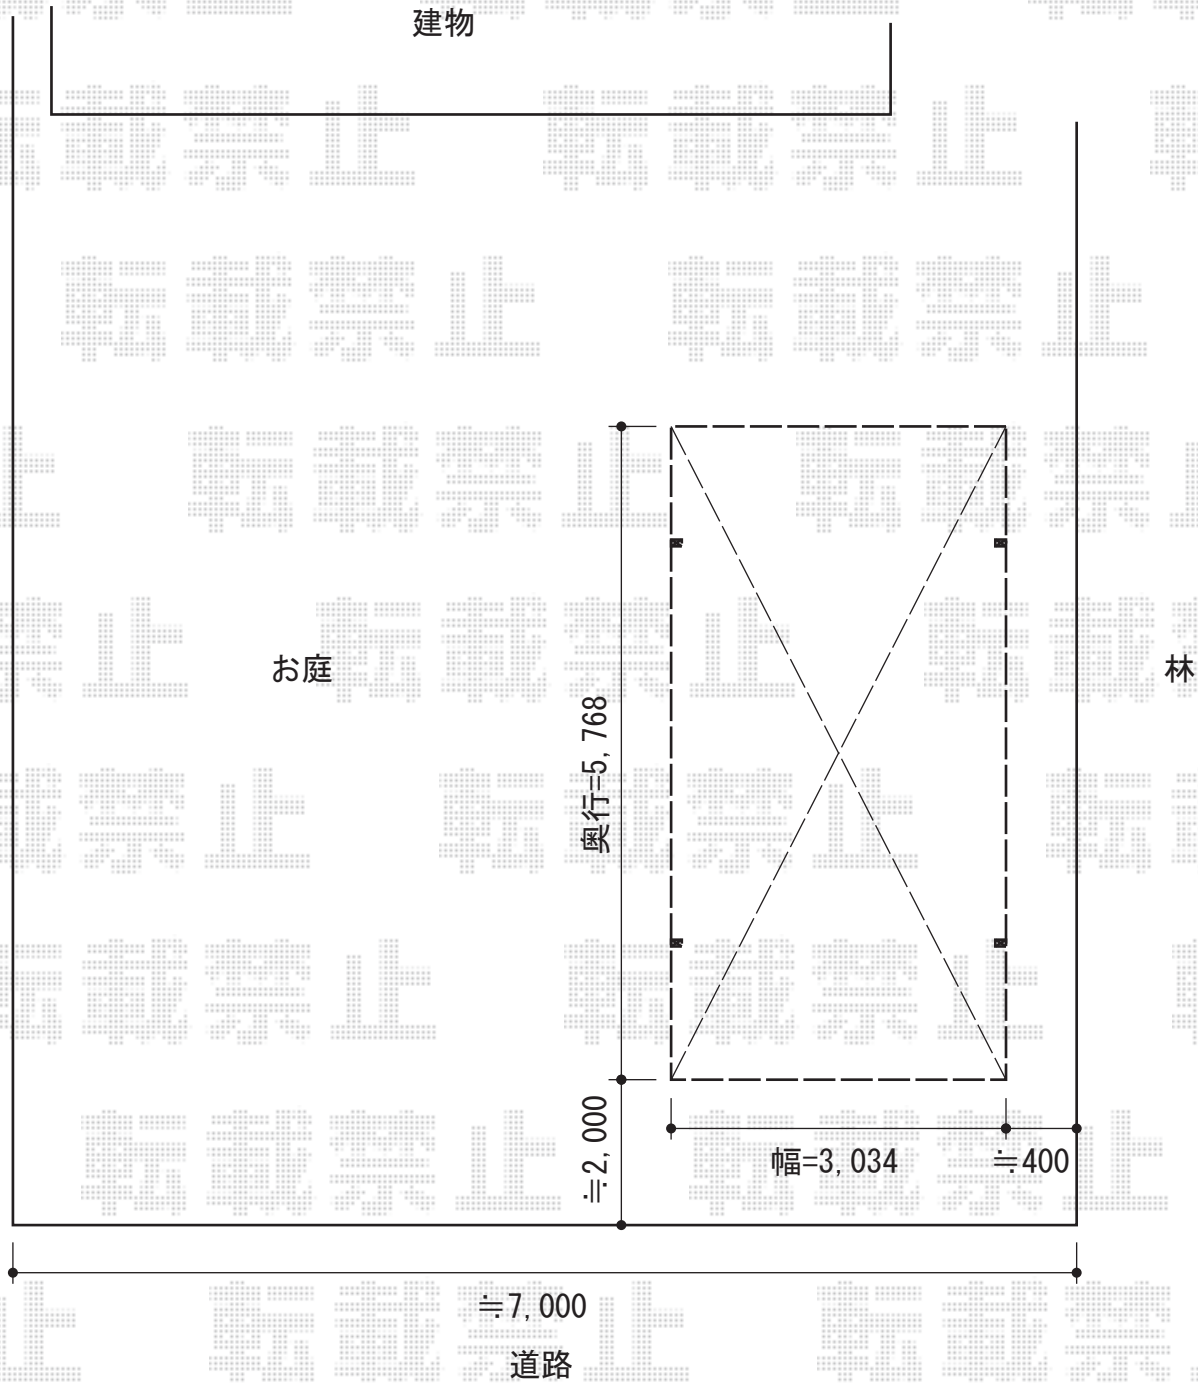 建物
お庭
林
奥行=5,768
≒2,000
幅=3,034
≒400
≒7,000
道路
転載禁止